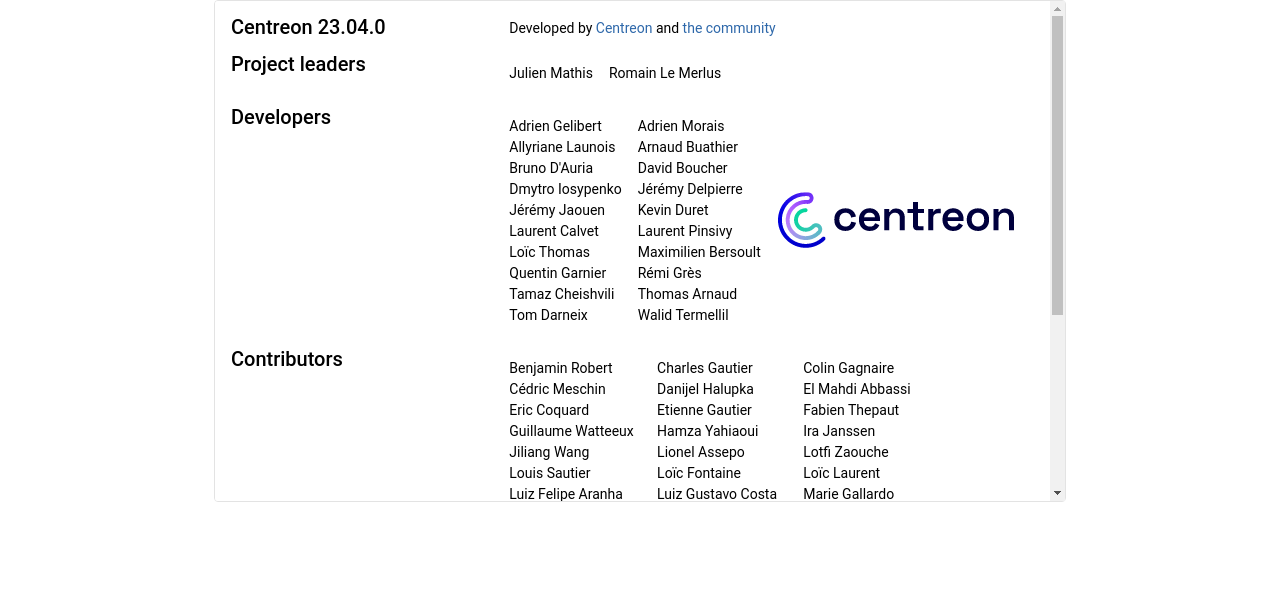 Centreon 23.04.0
Developed by Centreon and the community
Project leaders
Julien Mathis Romain Le Merlus
Developers
Adrien Gelibert Adrien Morais
Allyriane Launois Arnaud Buathier
Bruno D'Auria David Boucher
Dmytro Iosypenko Jérémy Delpierre
Jérémy Jaouen Kevin Duret
Laurent Calvet Laurent Pinsivy
Loïc Thomas Maximilien Bersoult
Quentin Garnier Rémi Grès
Tamaz Cheishvili Thomas Arnaud
Tom Darneix Walid Termellil
centreon
Contributors
Benjamin Robert Charles Gautier Colin Gagnaire
Cédric Meschin Danijel Halupka El Mahdi Abbassi
Eric Coquard Etienne Gautier Fabien Thepaut
Guillaume Watteeux Hamza Yahiaoui Ira Janssen
Jiliang Wang Lionel Assepo Lotfi Zaouche
Louis Sautier Loïc Fontaine Loïc Laurent
Luiz Felipe Aranha Luiz Gustavo Costa Marie Gallardo